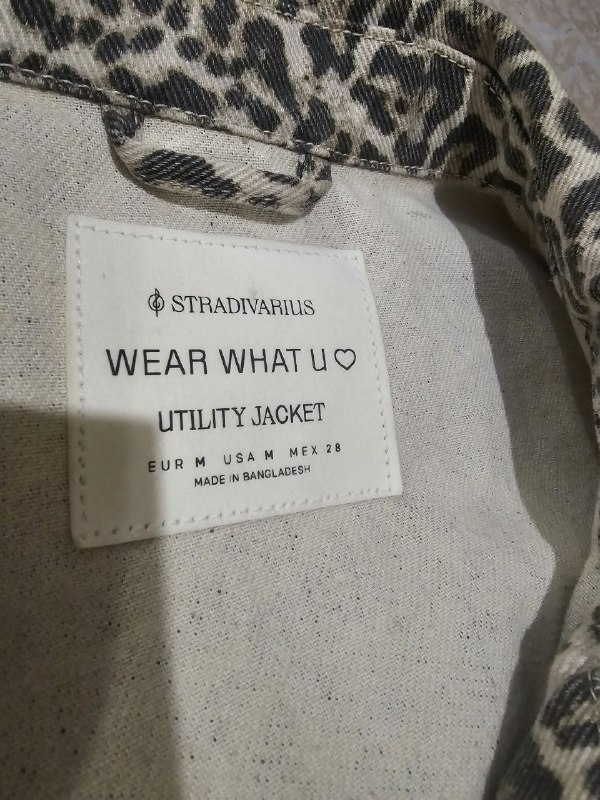 STRADIVARIUS
WEAR WHAT U ♡
UTILITY JACKET
EUR M USA M MEX 28
MADE IN BANGLADESH